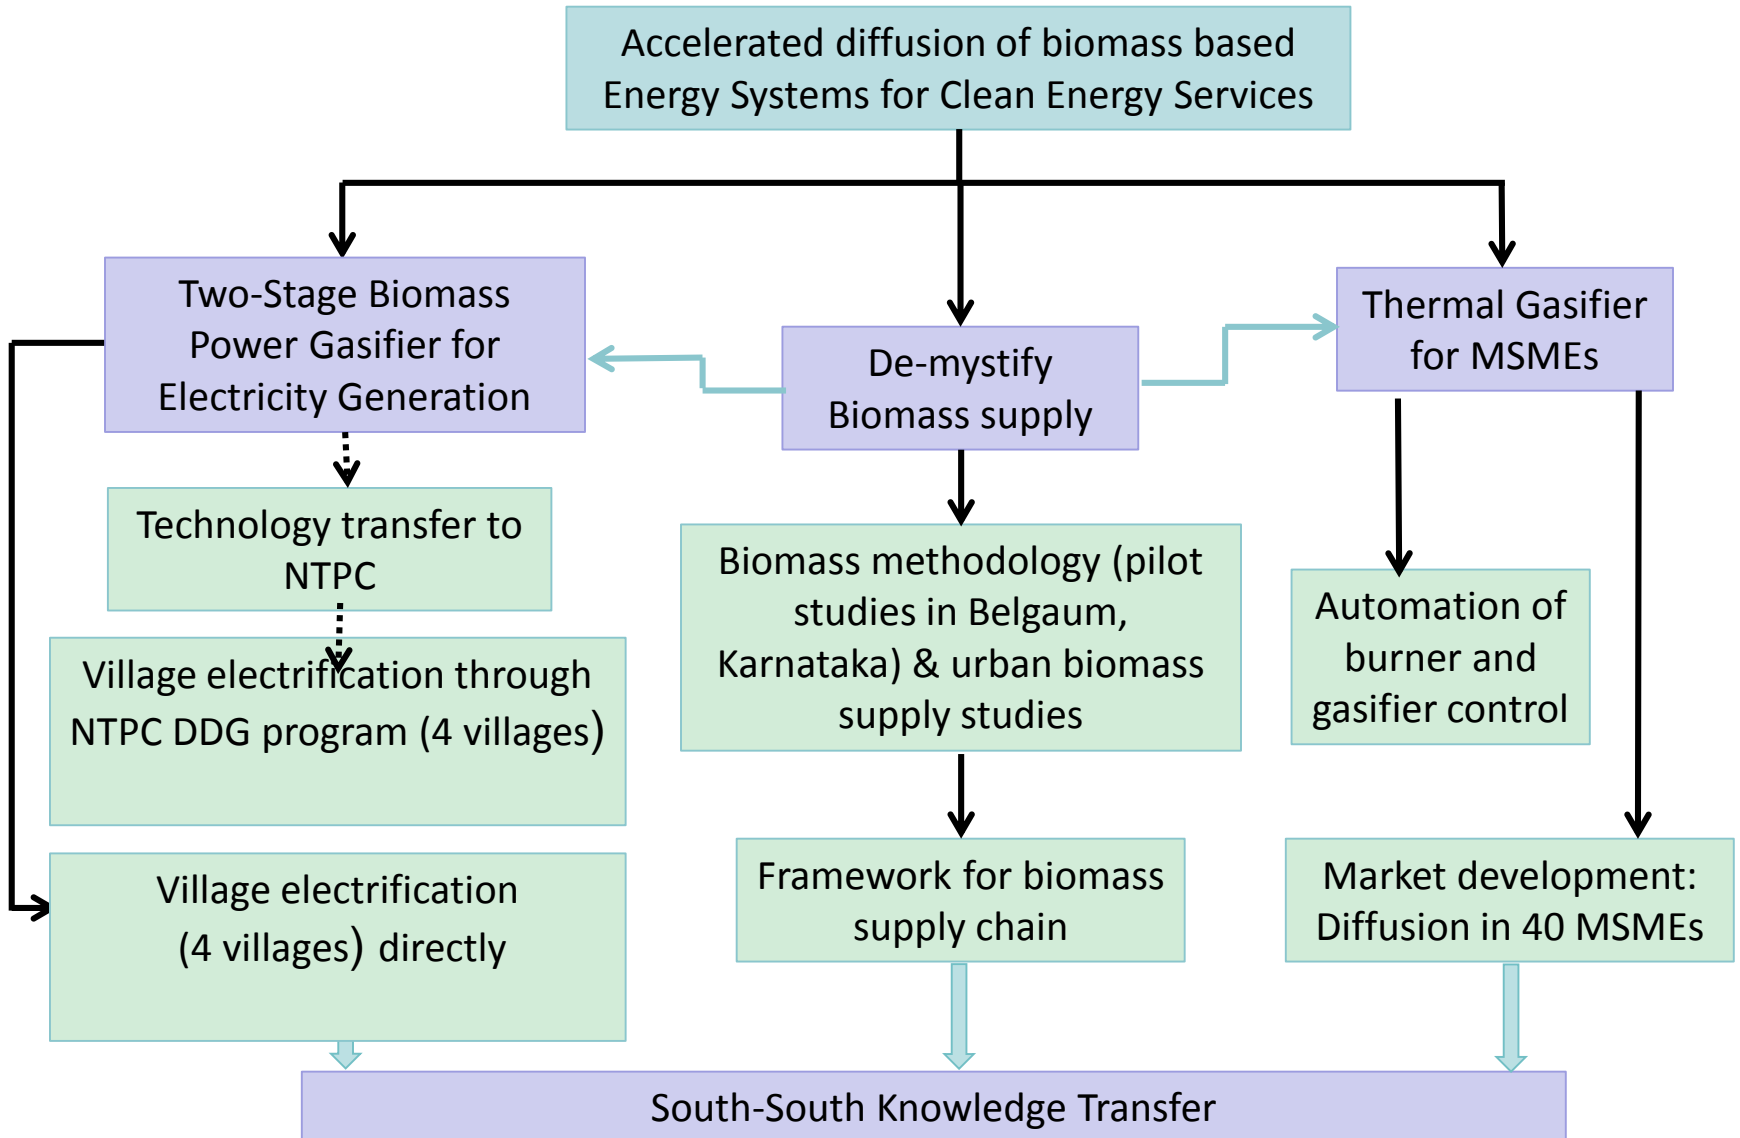 Accelerated diffusion of biomass based
Energy Systems for Clean Energy Services
Two-Stage Biomass
Power Gasifier for
Electricity Generation
De-mystify
Biomass supply
Thermal Gasifier
for MSMEs
Technology transfer to
NTPC
Village electrification through
NTPC DDG program (4 villages)
Village electrification
(4 villages) directly
Biomass methodology (pilot
studies in Belgaum,
Karnataka) & urban biomass
supply studies
Framework for biomass
supply chain
Automation of
burner and
gasifier control
Market development:
Diffusion in 40 MSMEs
South-South Knowledge Transfer